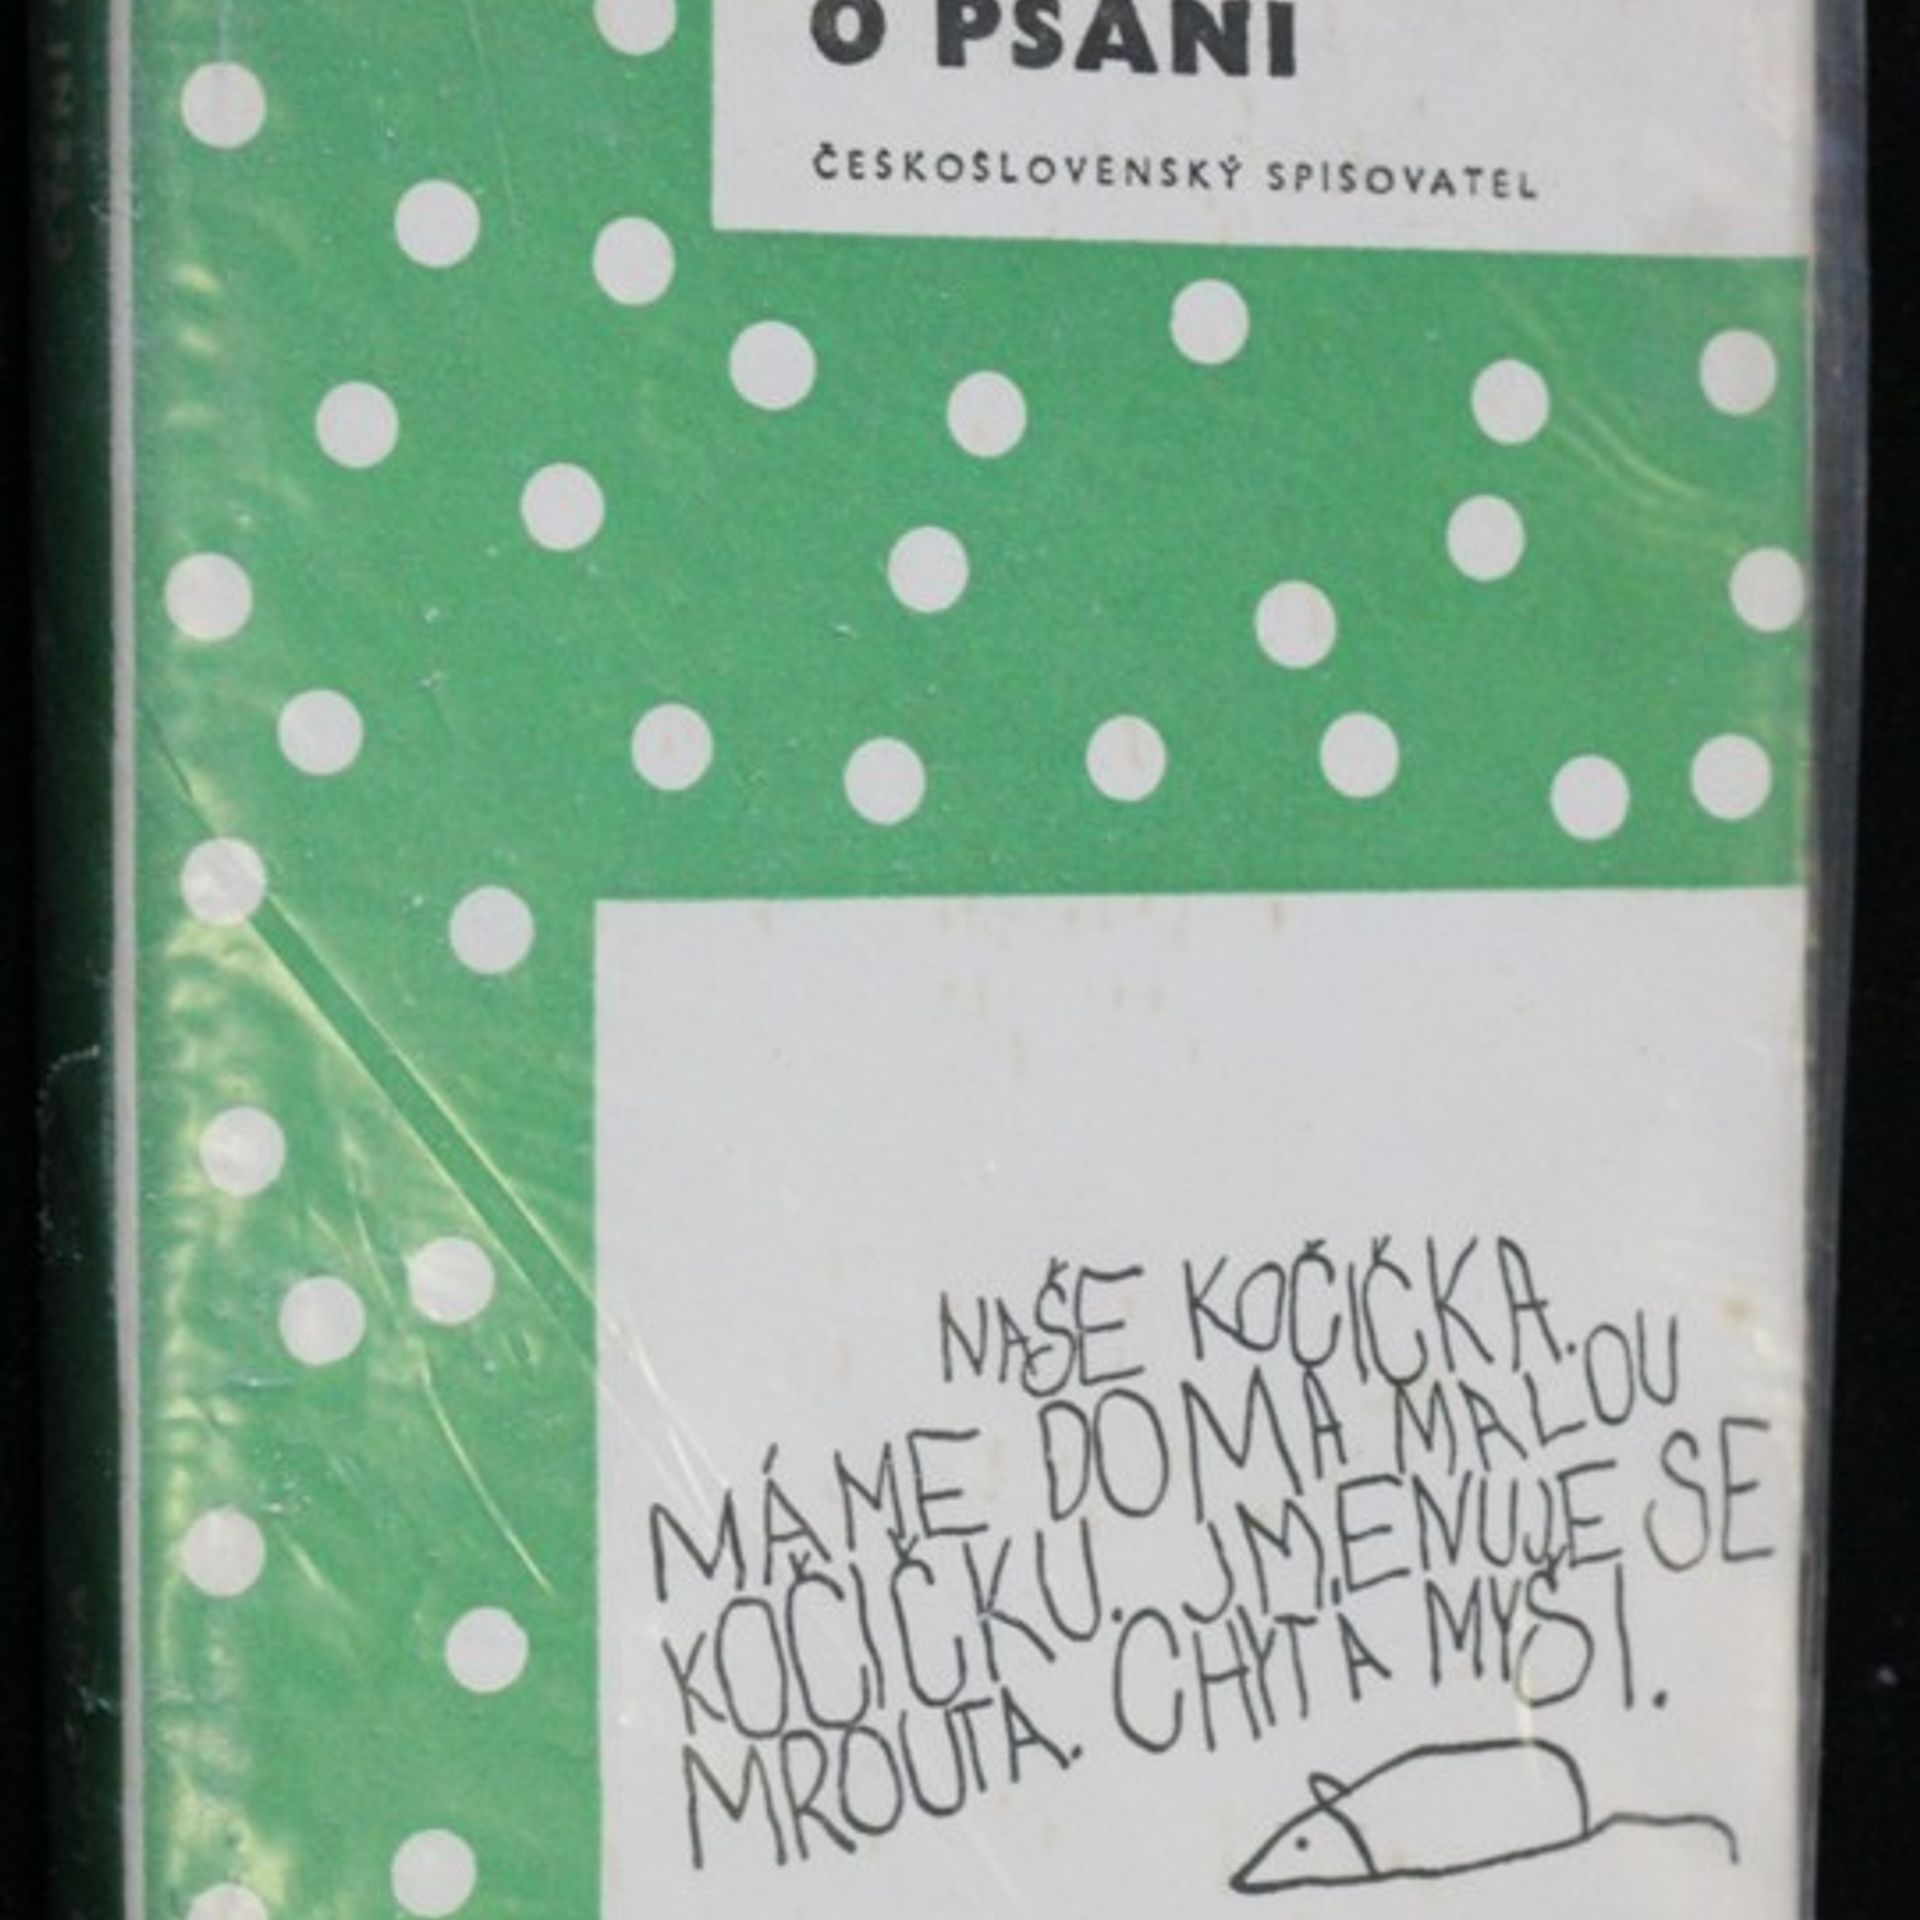 O PSANÍ
ČESKOSLOVENSKÝ SPISOVATEL
NAŠE KOČIČKA.
MÁME DOMA MALOU
KOČIČKU. JMENUJE SE
MROUTA. CHYTÁ MYŠI.